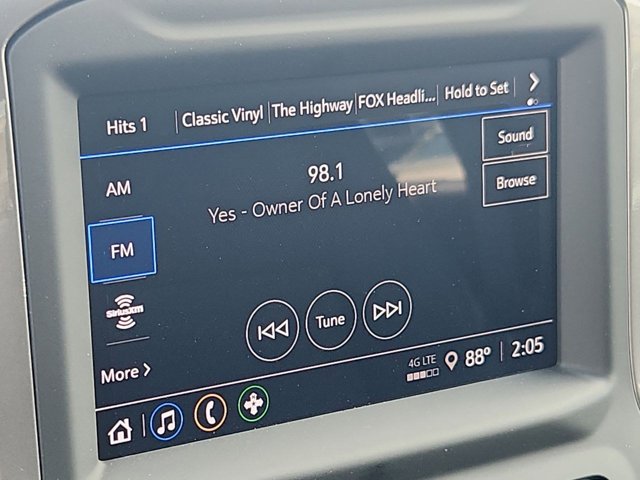 Hits 1 Classic Vinyl The Highway FOX Headli... Hold to Set
Sound
AM
98.1
Yes - Owner Of A Lonely Heart
Browse
FM
SiriusXM
Tune
More
4G LTE 88° 2:05